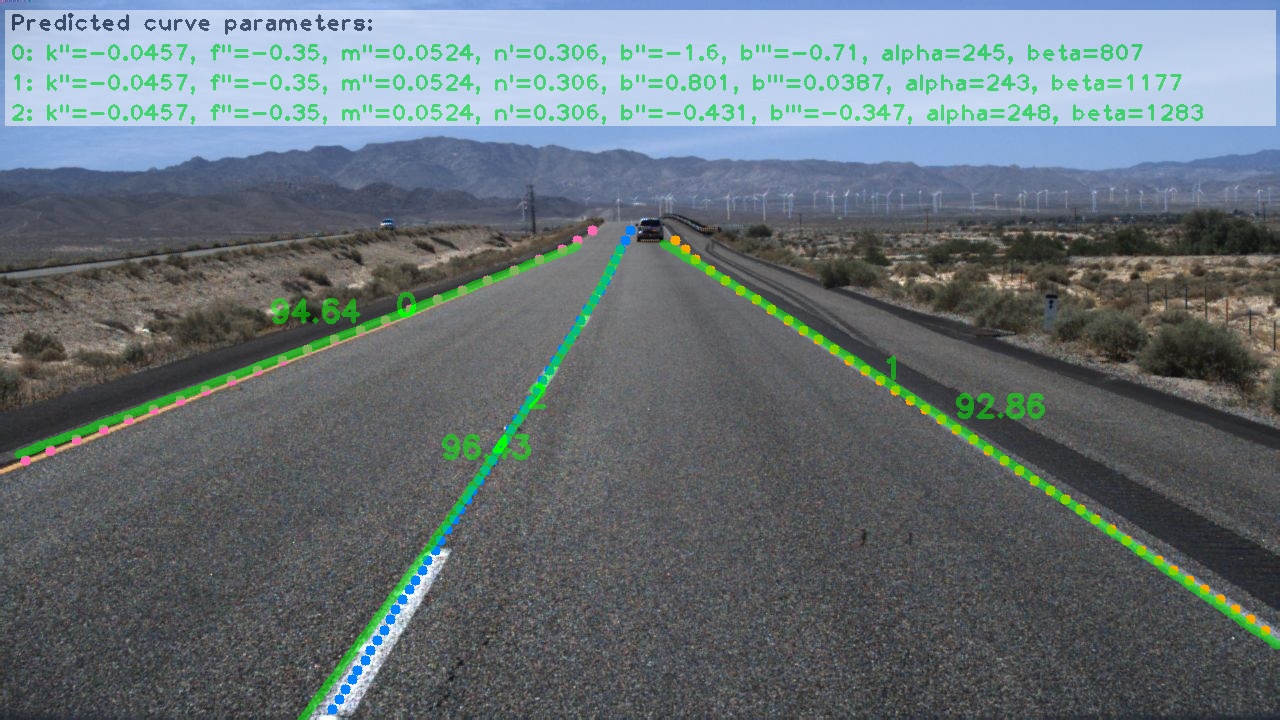 Predicted curve parameters:
0: k''=-0.0457, f''=-0.35, m''=0.0524, n'=0.306, b''=-1.6, b'''=-0.71, alpha=245, beta=807
1: k''=-0.0457, f''=-0.35, m''=0.0524, n'=0.306, b''=0.801, b'''=0.0387, alpha=243, beta=1177
2: k''=-0.0457, f''=-0.35, m''=0.0524, n'=0.306, b''=-0.431, b'''=-0.347, alpha=248, beta=1283
94.64 0
1
2
92.86
96.43